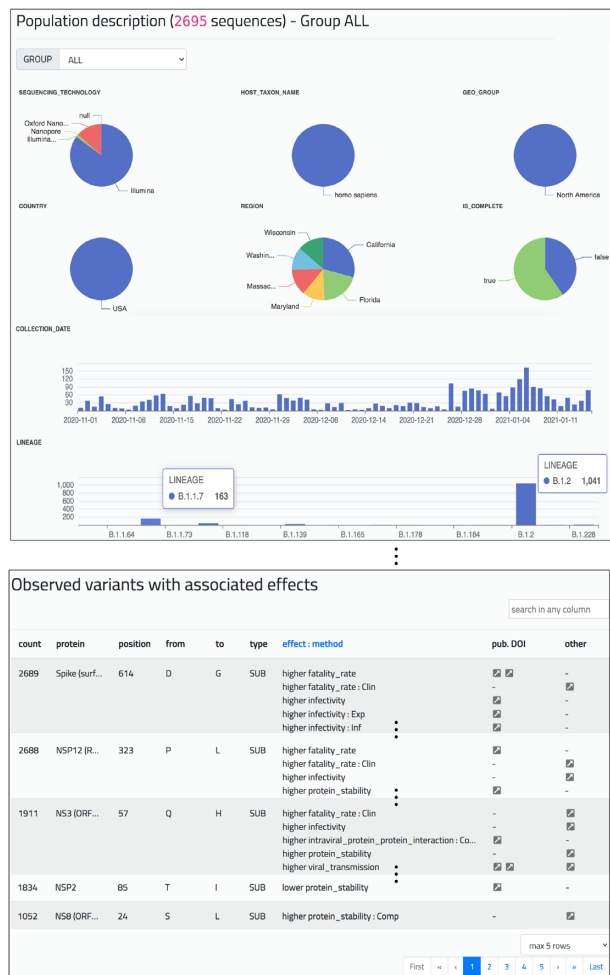 Population description (2695 sequences) - Group ALL
GROUP ALL
SEQUENCING_TECHNOLOGY HOST_TAXON_NAME GEO_GROUP
null
Oxford Nano...
Nanopore
Illumina...
Illumina
homo sapiens
North America
COUNTRY REGION IS_COMPLETE
USA
Wisconsin
Washin...
Massac...
Maryland
California
Florida
true
false
COLLECTION_DATE
150
120
90
60
30
2020-11-01 2020-11-08 2020-11-15 2020-11-22 2020-11-29 2020-12-06 2020-12-14 2020-12-21 2020-12-28 2021-01-04 2021-01-11
LINEAGE
LINEAGE
B.1.1.7 163
LINEAGE
B.1.2 1,041
1,000
800
600
400
200
B.1.1.64 B.1.1.73 B.1.118 B.1.139 B.1.165 B.1.178 B.1.184 B.1.2 B.1.228
Observed variants with associated effects
search in any column
count protein position from to type effect : method pub. DOI other
2689 Spike (surf... 614 D G SUB higher fatality_rate -
higher fatality_rate : Clin -
higher infectivity -
higher infectivity : Exp -
higher infectivity : Inf -
2688 NSP12 (R... 323 P L SUB higher fatality_rate -
higher fatality_rate : Clin -
higher infectivity -
higher protein_stability -
1911 NS3 (ORF... 57 Q H SUB higher fatality_rate : Clin -
higher infectivity -
higher intraviral_protein_protein_interaction : Co... -
higher protein_stability -
higher viral_transmission -
1834 NSP2 85 T I SUB lower protein_stability -
1052 NS8 (ORF... 24 S L SUB higher protein_stability : Comp -
max 5 rows
First « ‹ 1 2 3 4 5 › » Last